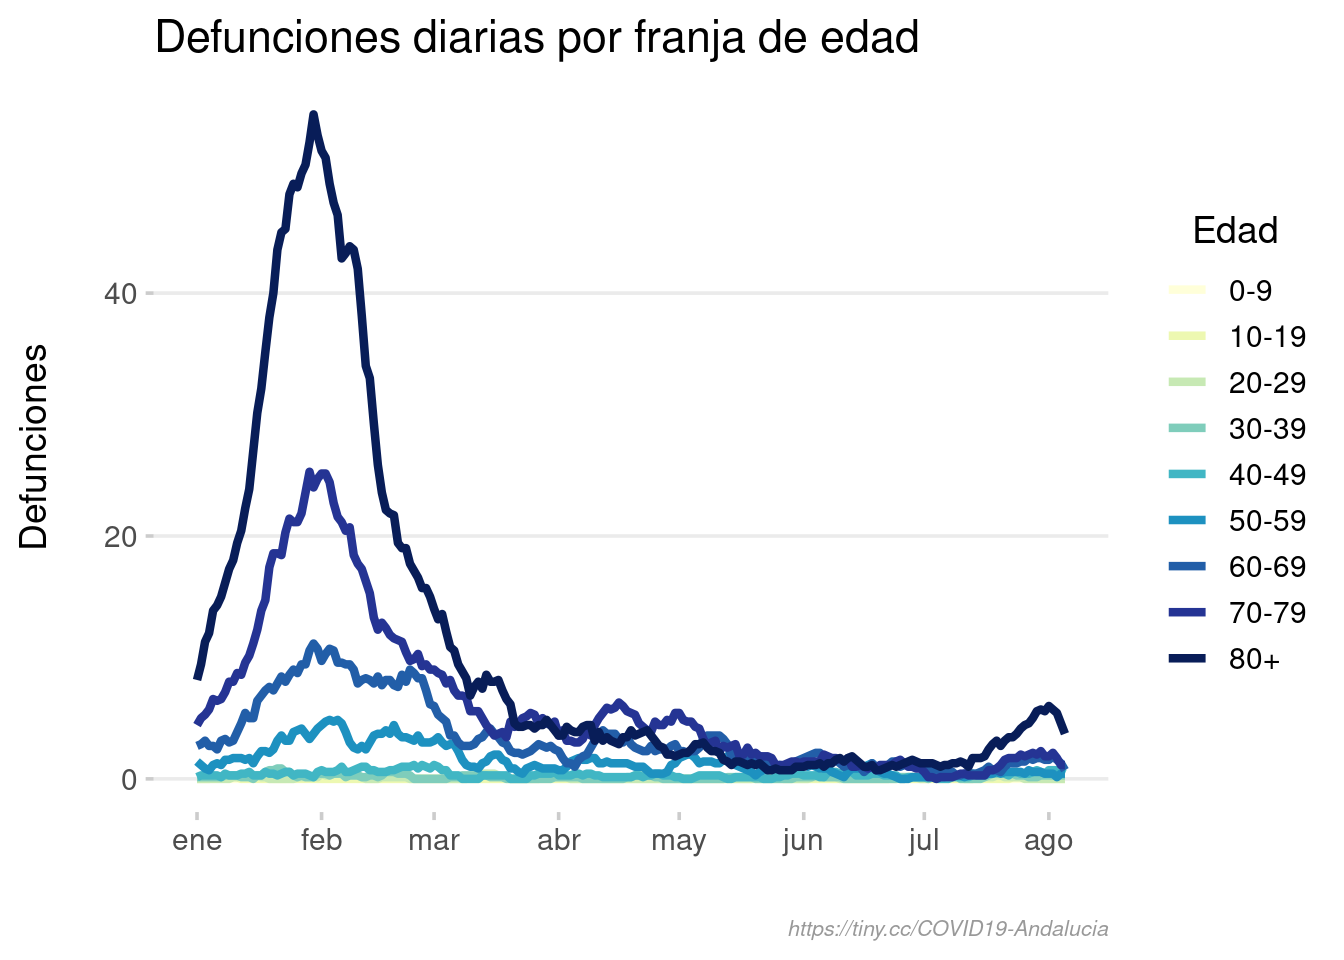 Defunciones diarias por franja de edad
Defunciones
40
20
0
ene feb mar abr may jun jul ago
Edad
0-9
10-19
20-29
30-39
40-49
50-59
60-69
70-79
80+
https://tiny.cc/COVID19-Andalucia